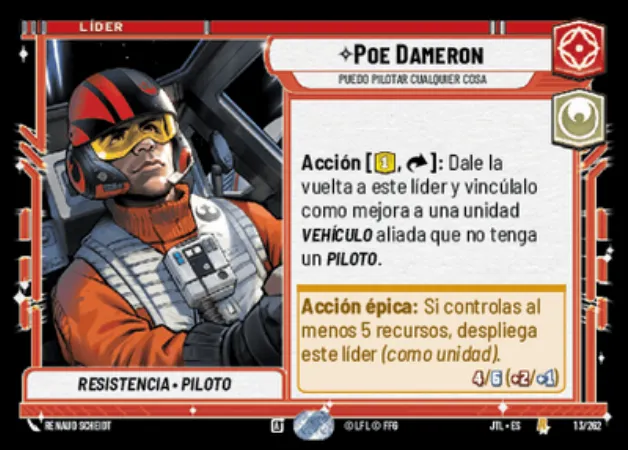 LÍDER
POE DAMERON
PUEDO PILOTAR CUALQUIER COSA
Acción [1, ]: Dale la
vuelta a este líder y vincúlalo
como mejora a una unidad
VEHÍCULO aliada que no tenga
un PILOTO.
Acción épica: Si controlas al
menos 5 recursos, despliega
este líder (como unidad).
4/6 (+2/+1)
RESISTENCIA • PILOTO
RENAUD SCHEIDT
A
© LFL © FFG
JTL • ES
13/262